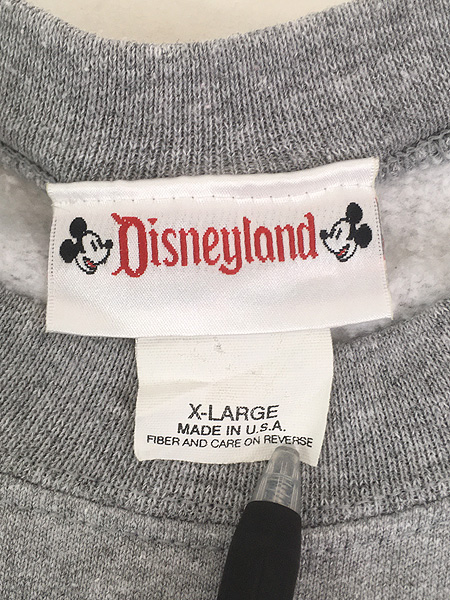 Disneyland
X-LARGE
MADE IN U.S.A.
FIBER AND CARE ON REVERSE